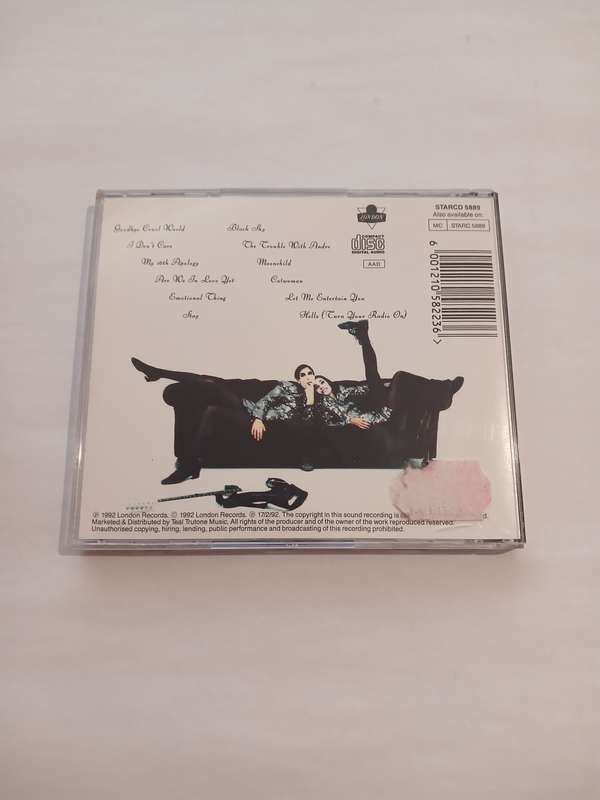 Goodbye Cruel World
I Don't Care
My 16th Apology
Are We In Love Yet
Emotional Thing
Stay
Black Sky
The Trouble With Andre
Moonchild
Catwoman
Let Me Entertain You
Hello (Turn Your Radio On)
LONDON
COMPACT
disc
DIGITAL AUDIO
AAD
STARCD 5889
Also available on:
MC STARC 5889
6 001210 582236 >
℗ 1992 London Records. © 1992 London Records. ℗ 17/2/92. The copyright in this sound recording is
Marketed & Distributed by Teal Trutone Music. All rights of the producer and of the owner of the work reproduced reserved.
Unauthorised copying, hiring, lending, public performance and broadcasting of this recording prohibited.